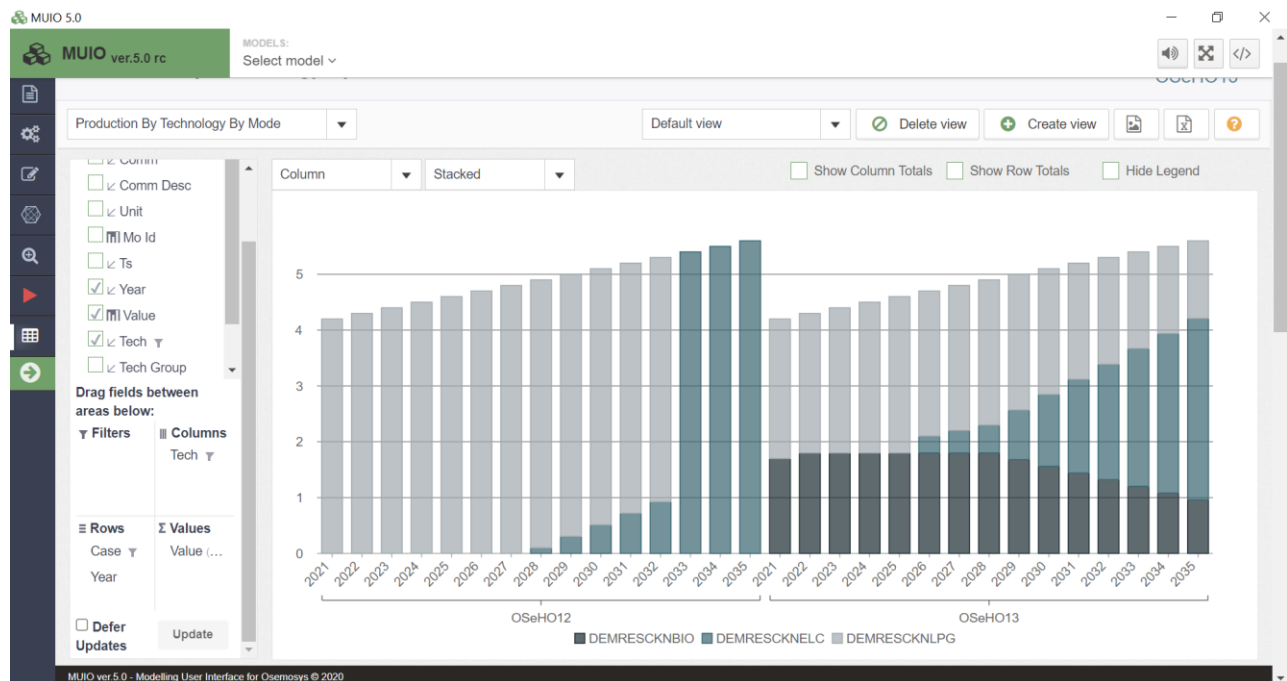 MUIO 5.0
MUIO ver.5.0 rc
MODELS:
Select model
OSeHO13
Production By Technology By Mode
Default view
Delete view
Create view
Comm
Comm Desc
Unit
Mo Id
Ts
Year
Value
Tech
Tech Group
Drag fields between
areas below:
Filters
Columns
Tech
Rows
Values
Case
Value (...
Year
Defer
Updates
Update
Column
Stacked
Show Column Totals
Show Row Totals
Hide Legend
5
4
3
2
1
0
2021 2022 2023 2024 2025 2026 2027 2028 2029 2030 2031 2032 2033 2034 2035 2021 2022 2023 2024 2025 2026 2027 2028 2029 2030 2031 2032 2033 2034 2035
OSeHO12
OSeHO13
DEMRESCKNBIO DEMRESCKNELC DEMRESCKNLPG
MUIO ver.5.0 - Modelling User Interface for Osemosys © 2020